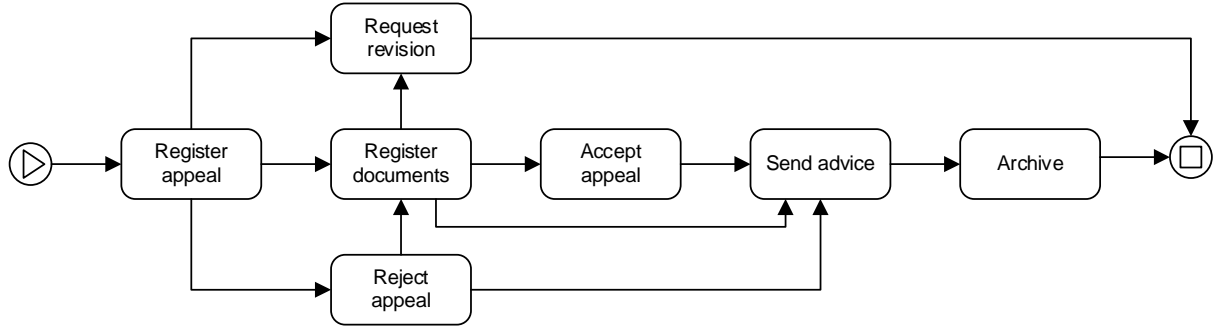 Request
revision
Register
appeal
Register
documents
Accept
appeal
Send advice
Archive
Reject
appeal